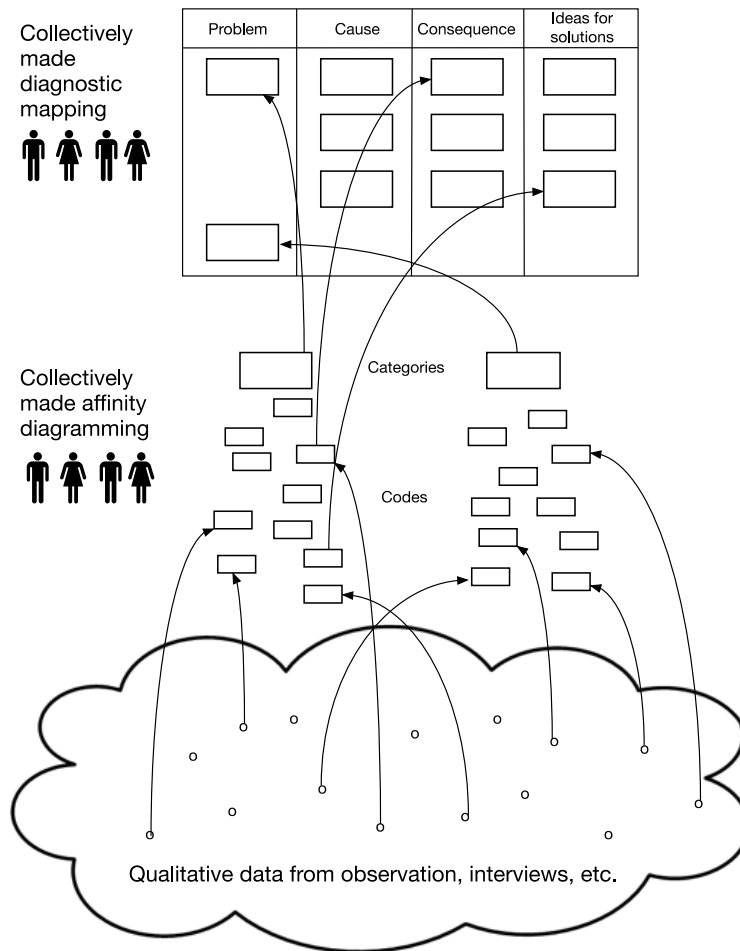 Collectively
made
diagnostic
mapping
Problem
Cause
Consequence
Ideas for
solutions
Collectively
made affinity
diagramming
Categories
Codes
Qualitative data from observation, interviews, etc.